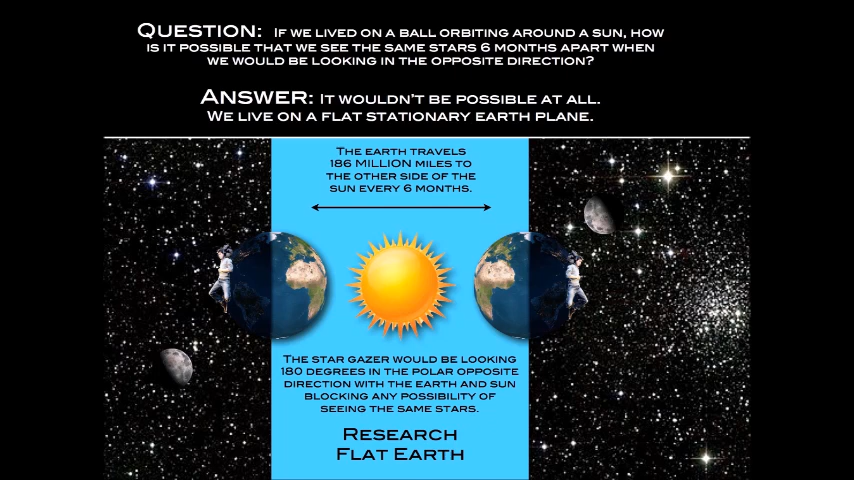 QUESTION: IF WE LIVED ON A BALL ORBITING AROUND A SUN, HOW
IS IT POSSIBLE THAT WE SEE THE SAME STARS 6 MONTHS APART WHEN
WE WOULD BE LOOKING IN THE OPPOSITE DIRECTION?
ANSWER: IT WOULDN'T BE POSSIBLE AT ALL.
WE LIVE ON A FLAT STATIONARY EARTH PLANE.
THE EARTH TRAVELS
186 MILLION MILES TO
THE OTHER SIDE OF THE
SUN EVERY 6 MONTHS.
THE STAR GAZER WOULD BE LOOKING
180 DEGREES IN THE POLAR OPPOSITE
DIRECTION WITH THE EARTH AND SUN
BLOCKING ANY POSSIBILITY OF
SEEING THE SAME STARS.
RESEARCH
FLAT EARTH